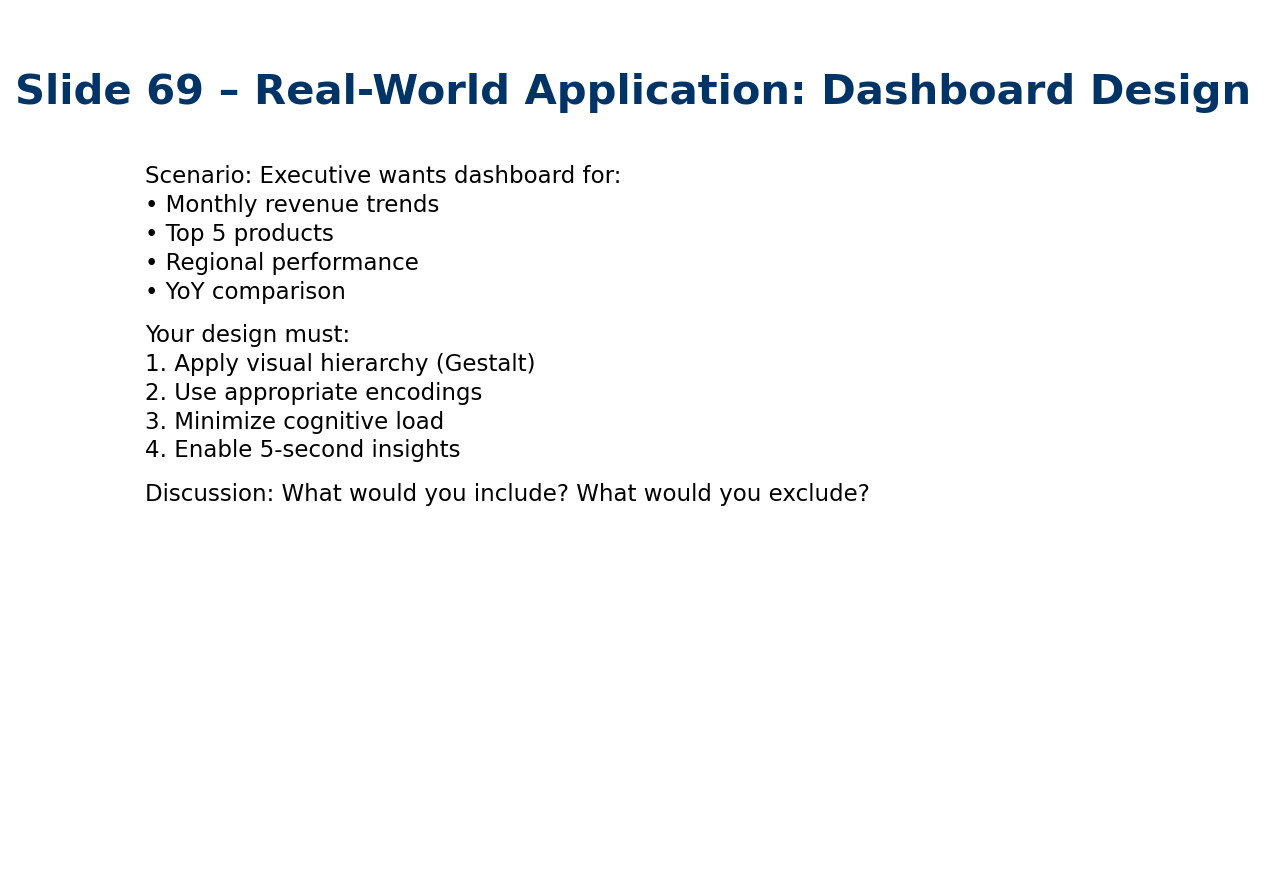 Slide 69 – Real-World Application: Dashboard Design
Scenario: Executive wants dashboard for:
• Monthly revenue trends
• Top 5 products
• Regional performance
• YoY comparison
Your design must:
1. Apply visual hierarchy (Gestalt)
2. Use appropriate encodings
3. Minimize cognitive load
4. Enable 5-second insights
Discussion: What would you include? What would you exclude?